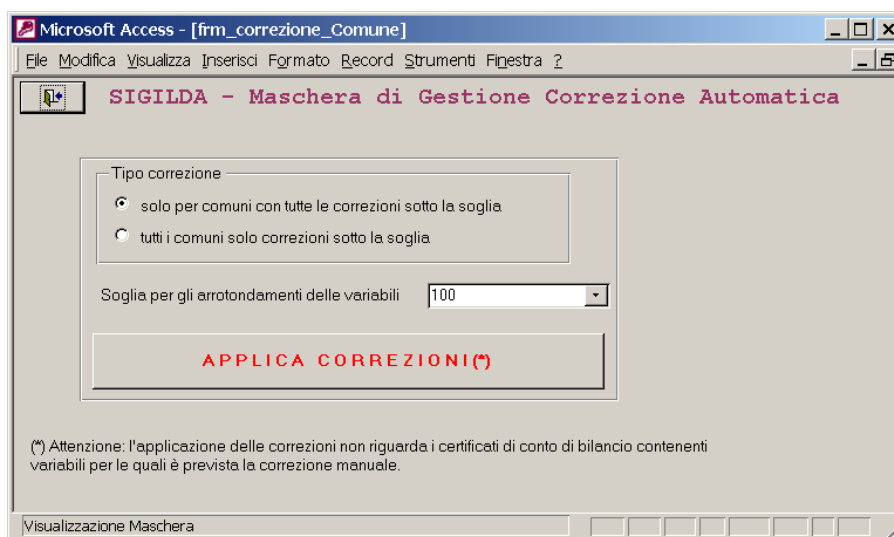 Microsoft Access - [frm_correzione_Comune]
File Modifica Visualizza Inserisci Formato Record Strumenti Finestra ?
SIGILDA - Maschera di Gestione Correzione Automatica
Tipo correzione
solo per comuni con tutte le correzioni sotto la soglia
tutti i comuni solo correzioni sotto la soglia
Soglia per gli arrotondamenti delle variabili 100
APPLICA CORREZIONI(*)
(*) Attenzione: l'applicazione delle correzioni non riguarda i certificati di conto di bilancio contenenti
variabili per le quali è prevista la correzione manuale.
Visualizzazione Maschera